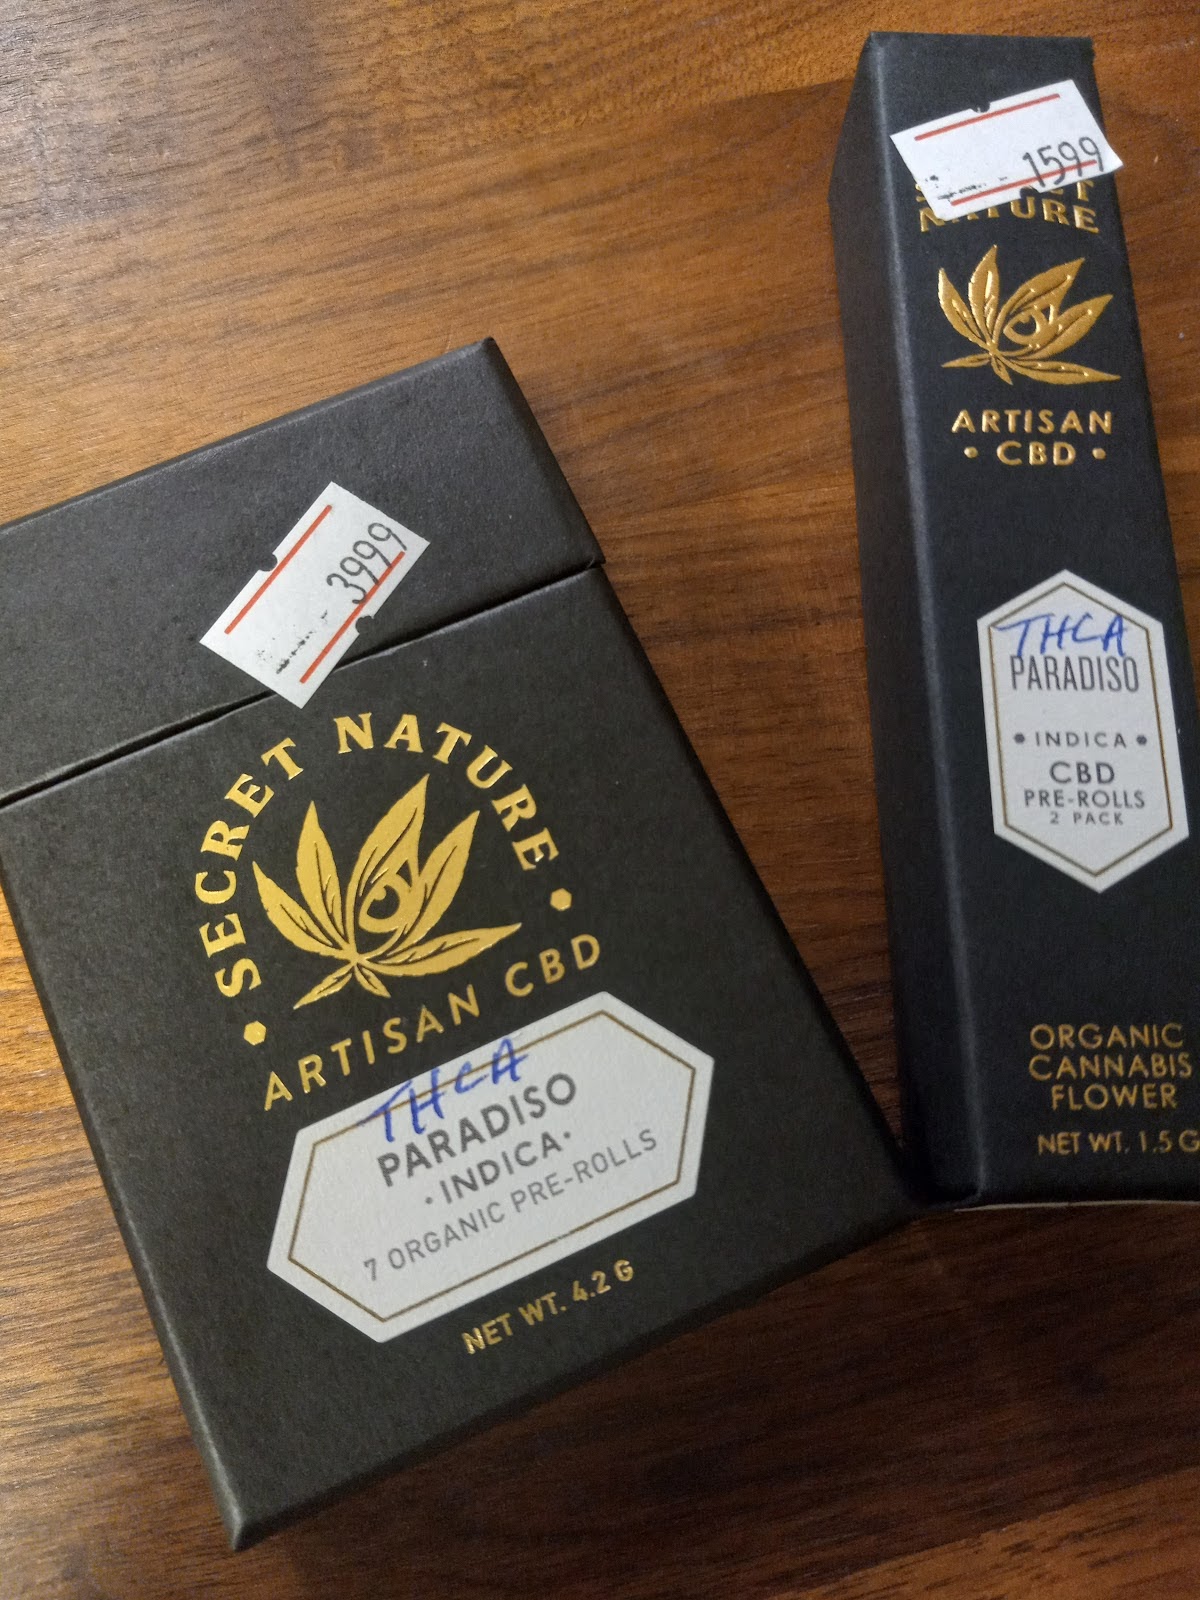 3999
SECRET NATURE
ARTISAN CBD
THCA
PARADISO
• INDICA •
7 ORGANIC PRE-ROLLS
NET WT. 4.2 G
1599
NATURE
ARTISAN
• CBD •
THCA
PARADISO
• INDICA •
CBD
PRE-ROLLS
2 PACK
ORGANIC
CANNABIS
FLOWER
NET WT. 1.5 G